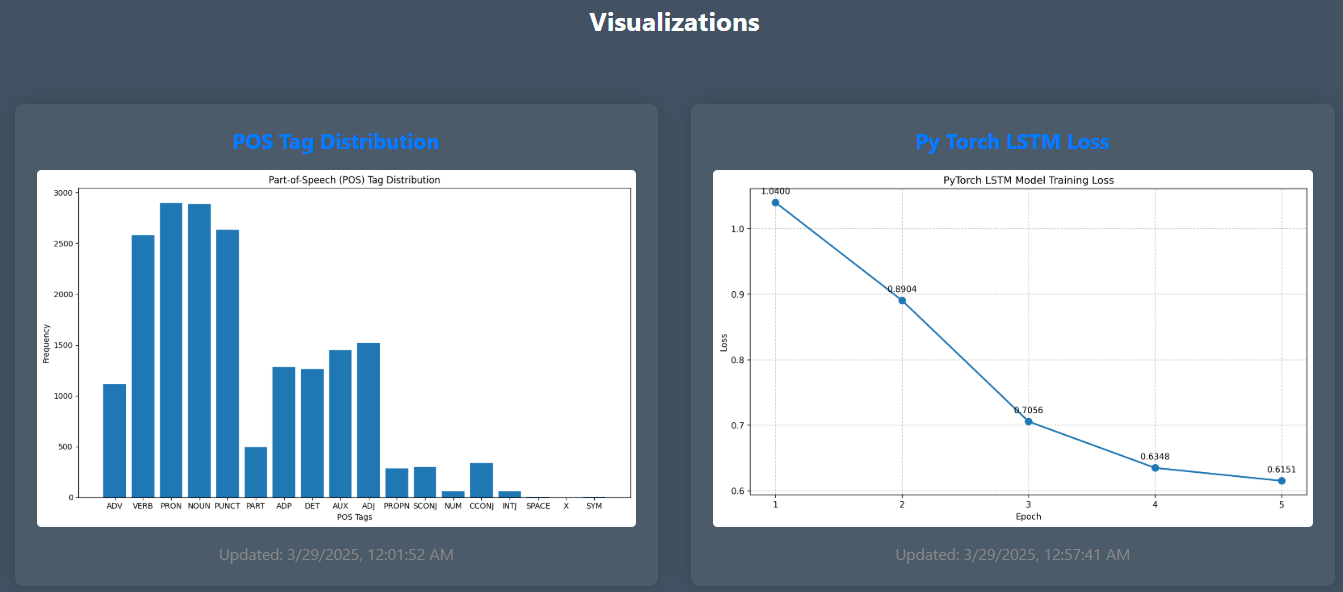 Visualizations
POS Tag Distribution
Part-of-Speech (POS) Tag Distribution
3000
2500
2000
1500
1000
500
0
Frequency
ADV VERB PRON NOUN PUNCT PART ADP DET AUX ADJ PROPN SCONJ NUM CCONJ INTJ SPACE X SYM
POS Tags
Updated: 3/29/2025, 12:01:52 AM
Py Torch LSTM Loss
PyTorch LSTM Model Training Loss
1.0400
0.8904
0.7056
0.6348
0.6151
1.0
0.9
0.8
0.7
0.6
Loss
1 2 3 4 5
Epoch
Updated: 3/29/2025, 12:57:41 AM